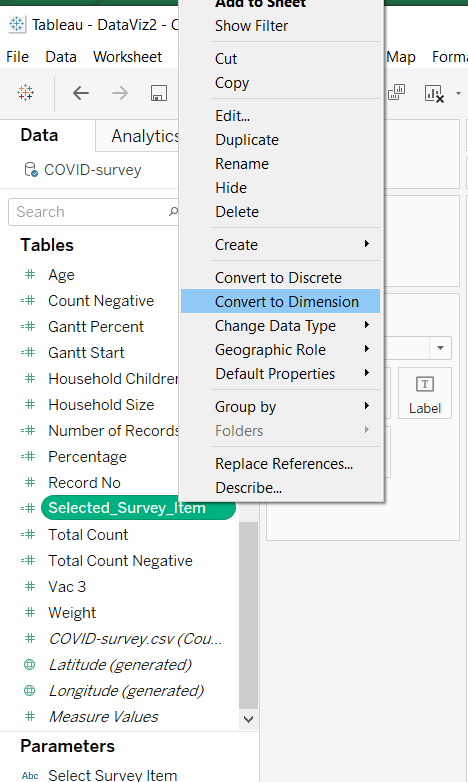 Add to Sheet
Tableau - DataViz2 - C
Show Filter
File Data Worksheet
Map Forma
Cut
Copy
Edit...
Duplicate
Rename
Hide
Delete
Create
Convert to Discrete
Convert to Dimension
Change Data Type
Geographic Role
Default Properties
Group by
Folders
Replace References...
Describe...
Data
Analytics
COVID-survey
Search
Tables
Age
Count Negative
Gantt Percent
Gantt Start
Household Children
Household Size
Number of Records
Percentage
Record No
Selected_Survey_Item
Total Count
Total Count Negative
Vac 3
Weight
COVID-survey.csv (Cou...
Latitude (generated)
Longitude (generated)
Measure Values
Parameters
Abc Select Survey Item
T
Label